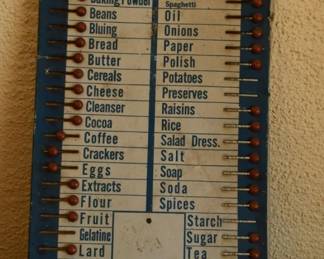 Baking Powder
Beans
Bluing
Bread
Butter
Cereals
Cheese
Cleanser
Cocoa
Coffee
Crackers
Eggs
Extracts
Flour
Fruit
Gelatine
Lard
Spaghetti
Oil
Onions
Paper
Polish
Potatoes
Preserves
Raisins
Rice
Salad Dress.
Salt
Soap
Soda
Spices
Starch
Sugar
Tea